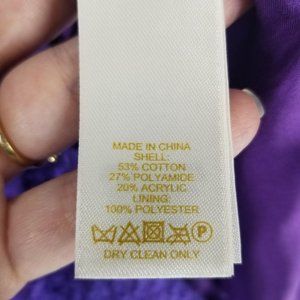 MADE IN CHINA
SHELL:
53% COTTON
27% POLYAMIDE
20% ACRYLIC
LINING:
100% POLYESTER
P
DRY CLEAN ONLY